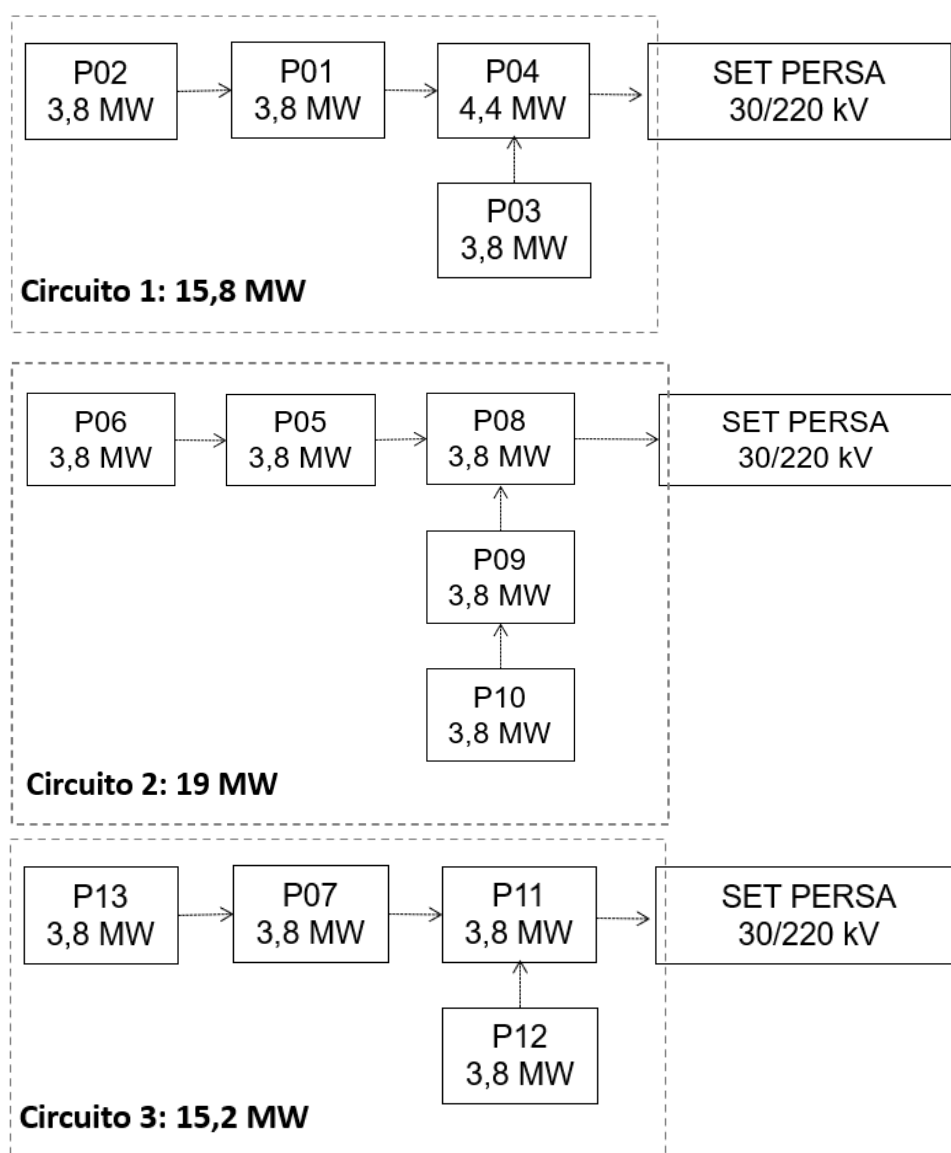 P02
3,8 MW
P01
3,8 MW
P04
4,4 MW
SET PERSA
30/220 kV
P03
3,8 MW
Circuito 1: 15,8 MW
P06
3,8 MW
P05
3,8 MW
P08
3,8 MW
SET PERSA
30/220 kV
P09
3,8 MW
P10
3,8 MW
Circuito 2: 19 MW
P13
3,8 MW
P07
3,8 MW
P11
3,8 MW
SET PERSA
30/220 kV
P12
3,8 MW
Circuito 3: 15,2 MW